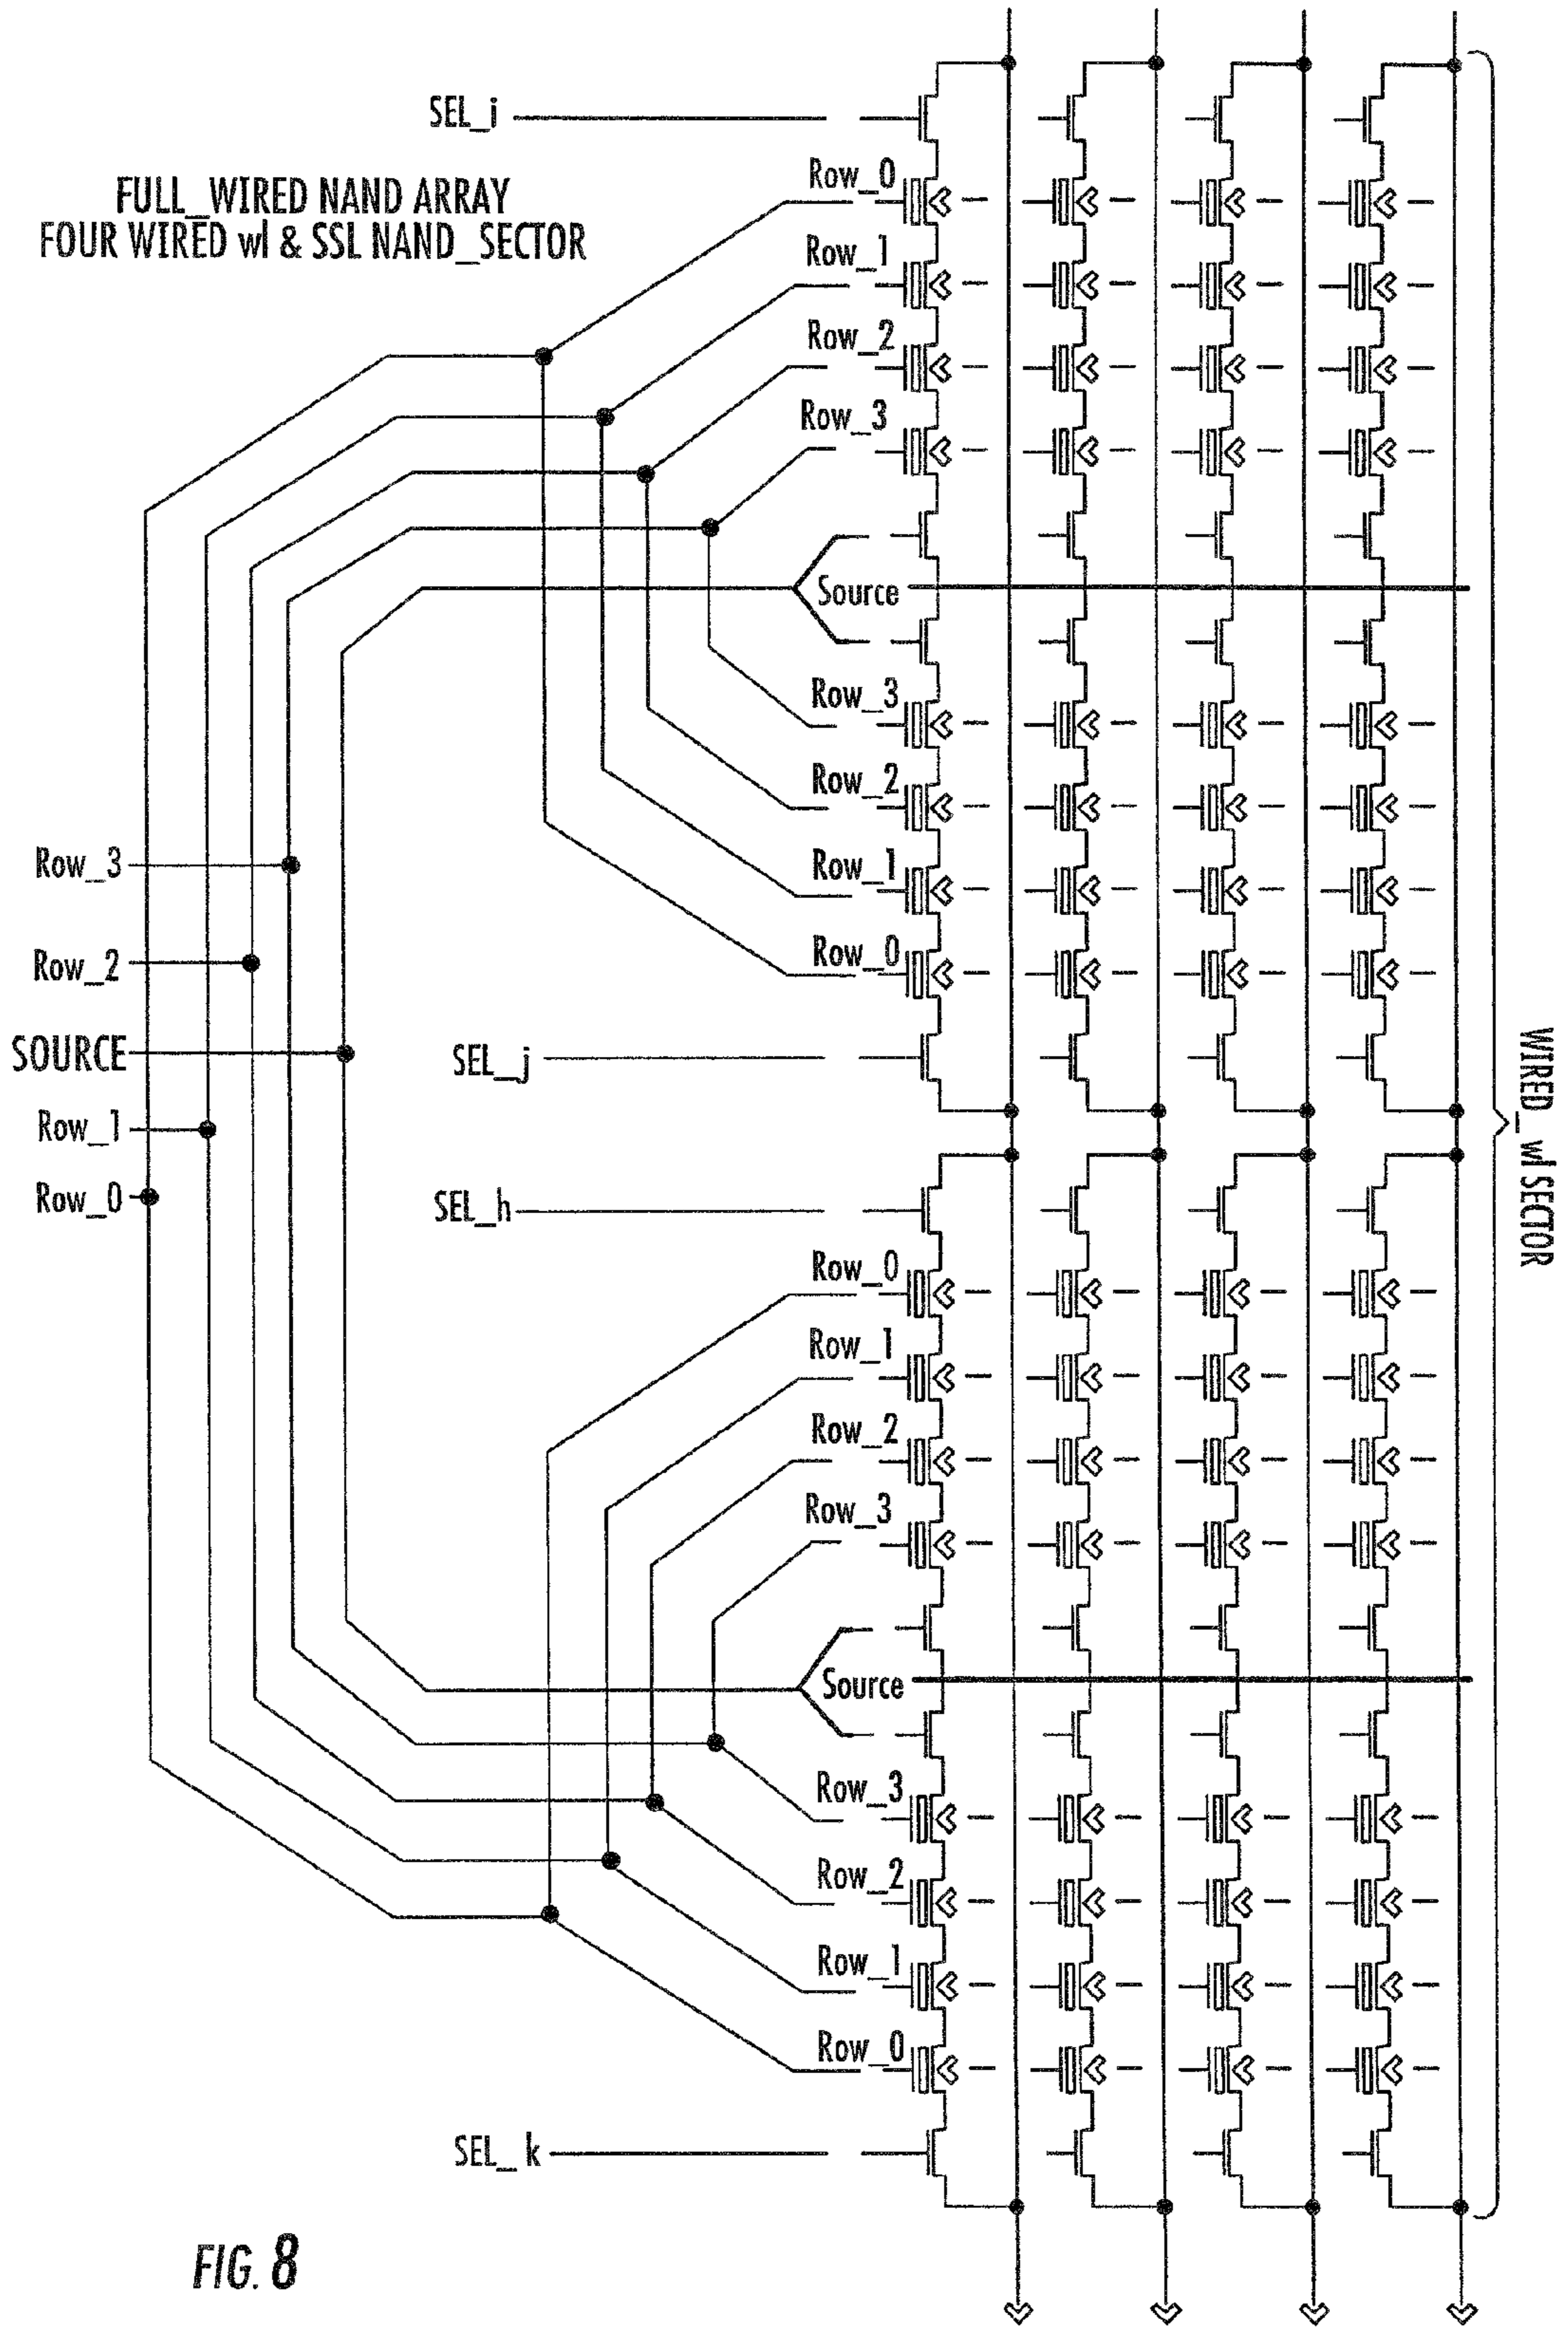 SEL_i
FULL_WIRED NAND ARRAY
FOUR WIRED wl & SSL NAND_SECTOR
Row_0
Row_1
Row_2
Row_3
Source
Row_3
Row_2
Row_1
Row_0
SEL_j
Row_3
Row_2
SOURCE
Row_1
Row_0
SEL_h
Row_0
Row_1
Row_2
Row_3
Source
Row_3
Row_2
Row_1
Row_0
SEL_k
WIRED_wl SECTOR
FIG. 8